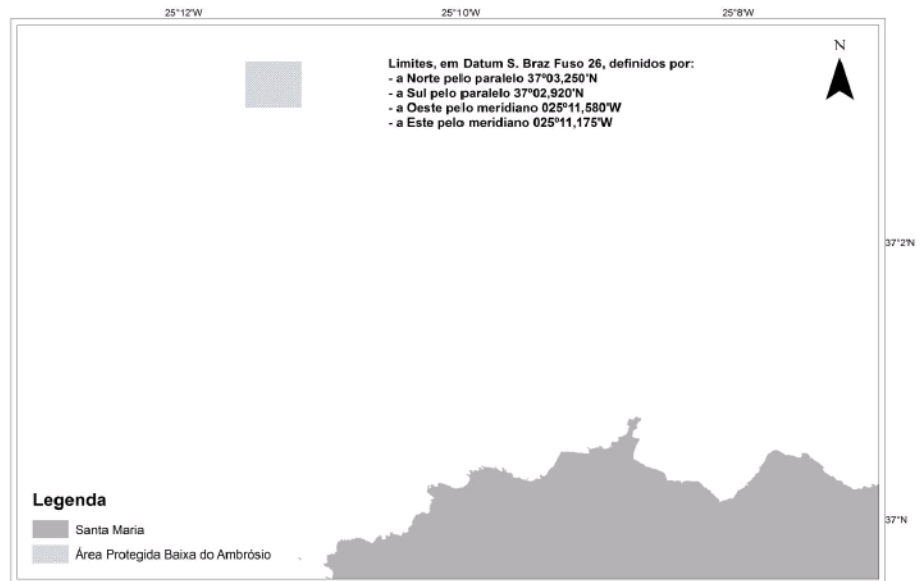 25°12'W
25°10'W
25°8'W
N
Limites, em Datum S. Braz Fuso 26, definidos por:
- a Norte pelo paralelo 37º03,250'N
- a Sul pelo paralelo 37º02,920'N
- a Oeste pelo meridiano 025º11,580'W
- a Este pelo meridiano 025º11,175'W
37°2'N
Legenda
Santa Maria
Área Protegida Baixa do Ambrósio
37°N